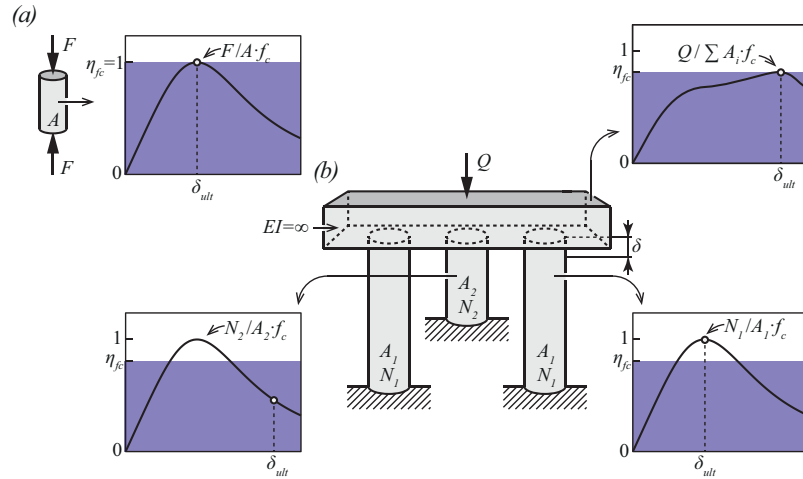 (a)
F
A
F
η_fc=1
F/A·f_c
0
δ_ult
(b)
Q
EI=∞
δ
A_2
N_2
A_1
N_1
A_1
N_1
1
η_fc
Q/∑ A_i·f_c
0
δ_ult
1
η_fc
N_2/A_2·f_c
0
δ_ult
1
η_fc
N_1/A_1·f_c
0
δ_ult